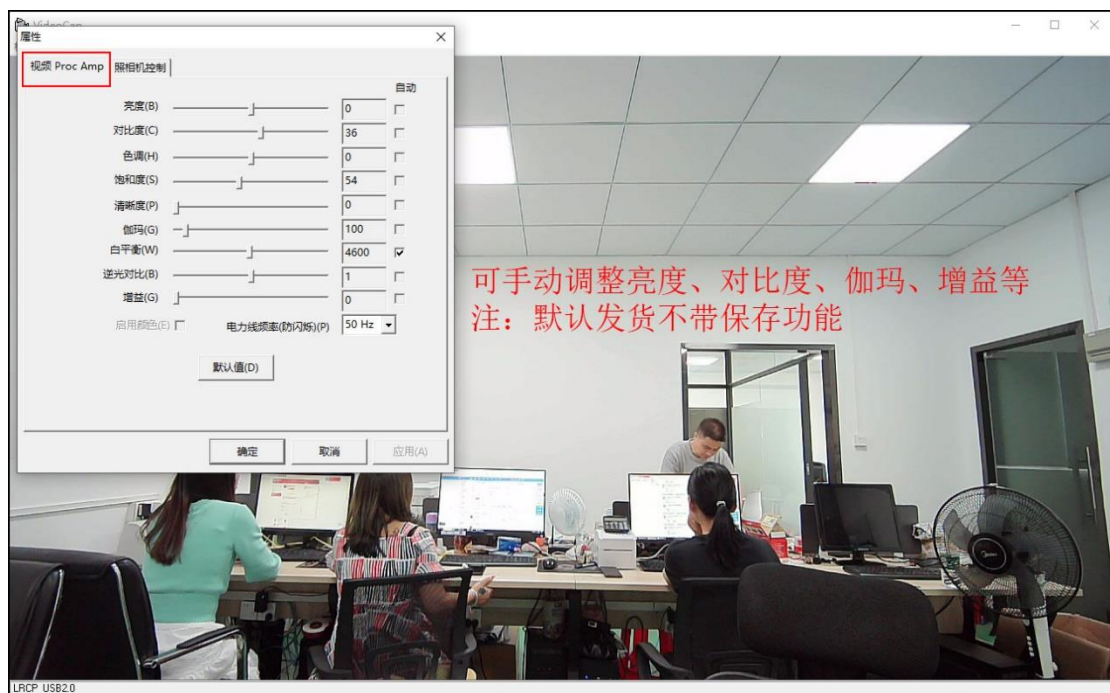 VideoCap
属性
视频 Proc Amp 照相机控制
自动
亮度(B) 0
对比度(C) 36
色调(H) 0
饱和度(S) 54
清晰度(P) 0
伽玛(G) 100
白平衡(W) 4600
逆光对比(B) 1
增益(G) 0
启用颜色(E) 电力线频率(防闪烁)(P) 50 Hz
默认值(D)
确定 取消 应用(A)
可手动调整亮度、对比度、伽玛、增益等
注：默认发货不带保存功能
Midea
LRCP USB2.0